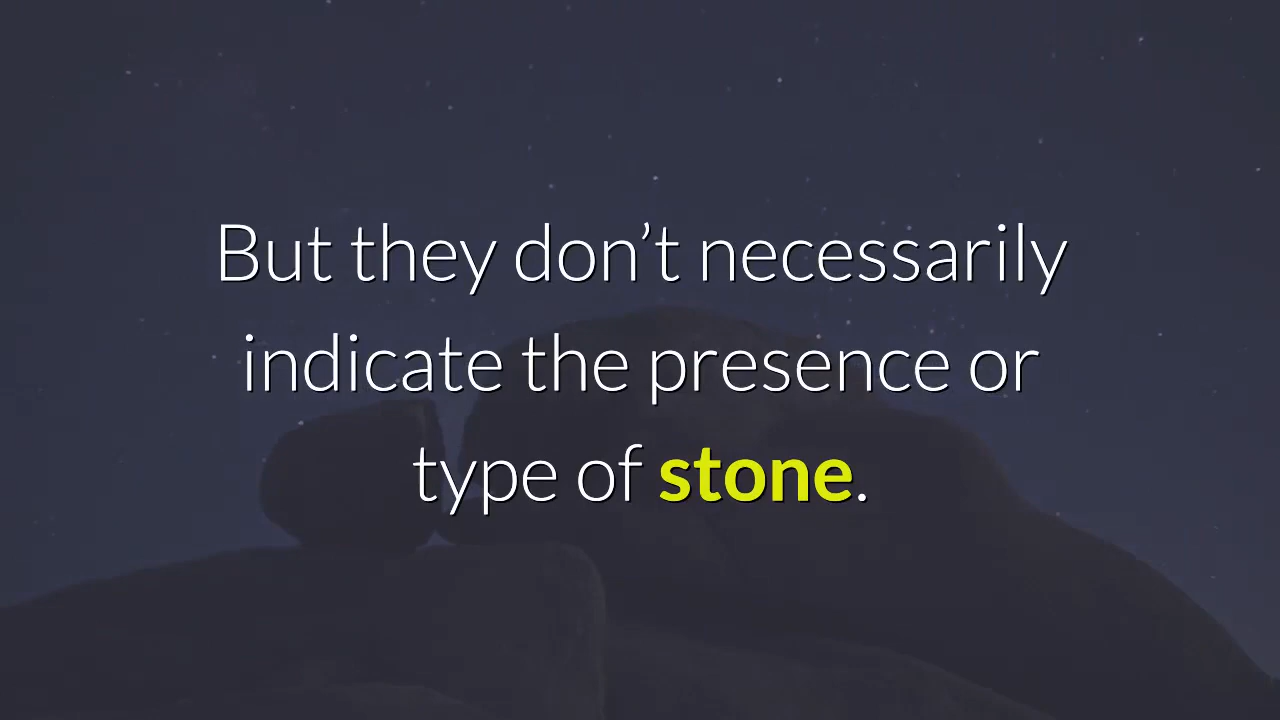 But they don’t necessarily
indicate the presence or
type of stone.